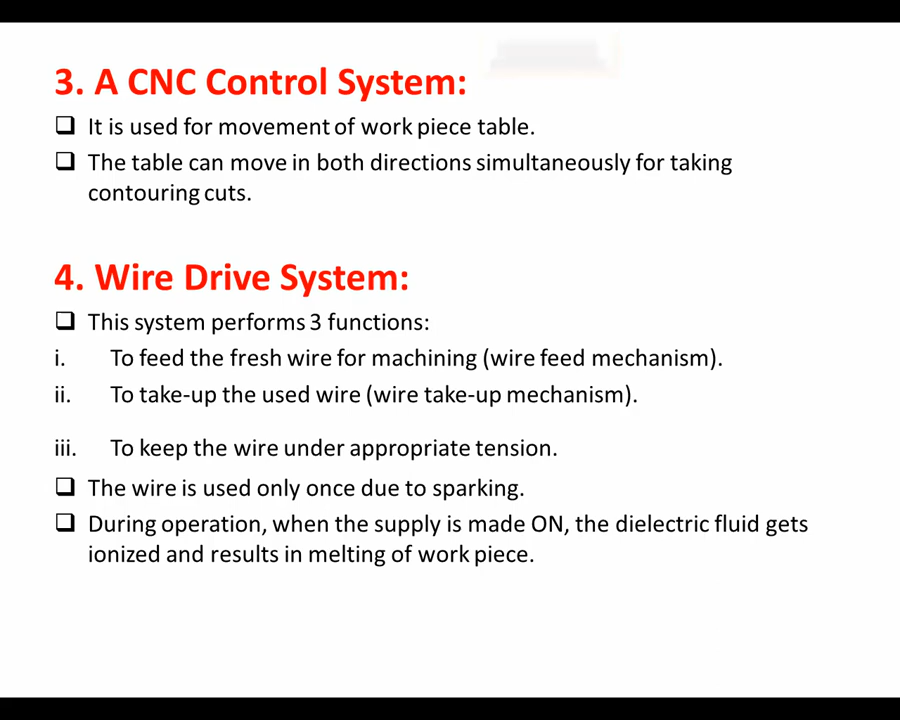 3. A CNC Control System:
❑ It is used for movement of work piece table.
❑ The table can move in both directions simultaneously for taking
contouring cuts.
4. Wire Drive System:
❑ This system performs 3 functions:
i. To feed the fresh wire for machining (wire feed mechanism).
ii. To take-up the used wire (wire take-up mechanism).
iii. To keep the wire under appropriate tension.
❑ The wire is used only once due to sparking.
❑ During operation, when the supply is made ON, the dielectric fluid gets
ionized and results in melting of work piece.